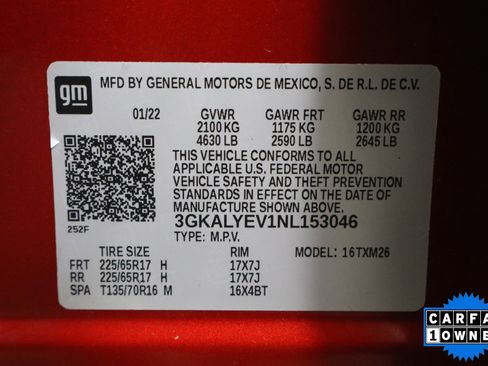 gm
MFD BY GENERAL MOTORS DE MEXICO, S. DE R.L. DE C.V.
01/22 GVWR GAWR FRT GAWR RR
2100 KG 1175 KG 1200 KG
4630 LB 2590 LB 2645 LB
THIS VEHICLE CONFORMS TO ALL
APPLICABLE U.S. FEDERAL MOTOR
VEHICLE SAFETY AND THEFT PREVENTION
STANDARDS IN EFFECT ON THE DATE OF
MANUFACTURE SHOWN ABOVE.
3GKALYEV1NL153046
252F
TYPE: M.P.V.
TIRE SIZE RIM MODEL: 16TXM26
FRT 225/65R17 H 17X7J
RR 225/65R17 H 17X7J
SPA T135/70R16 M 16X4BT
CARFA
1 OWNE